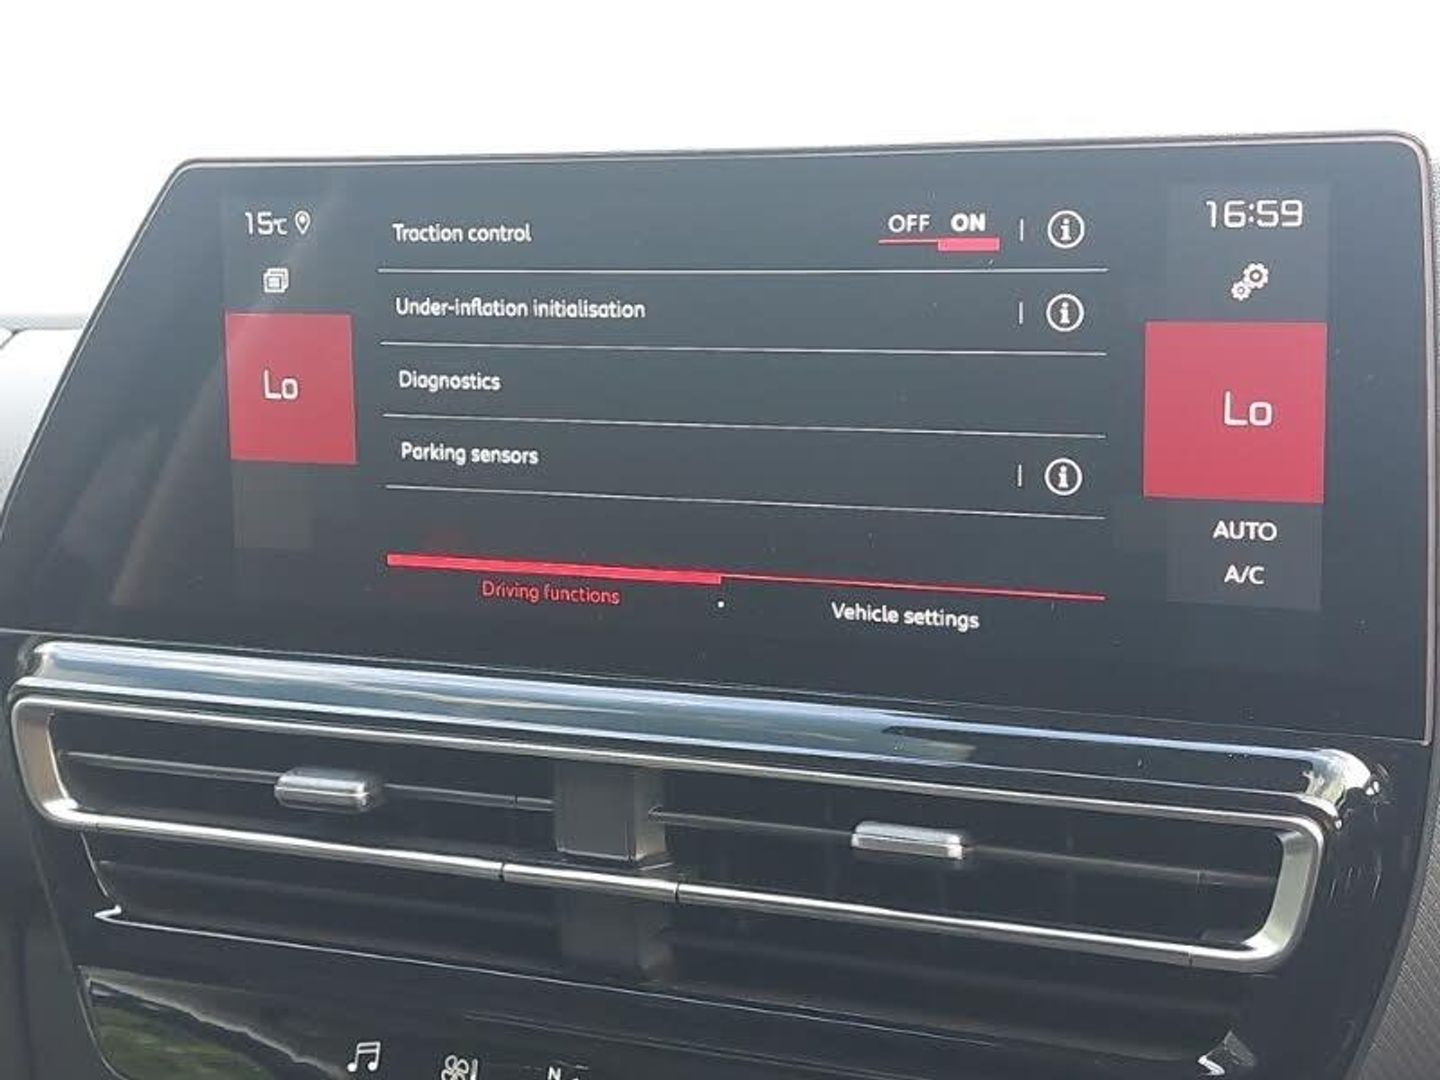 15°C
Traction control
OFF ON
16:59
Under-inflation initialisation
Lo
Diagnostics
Lo
Parking sensors
AUTO
A/C
Driving functions
Vehicle settings
N